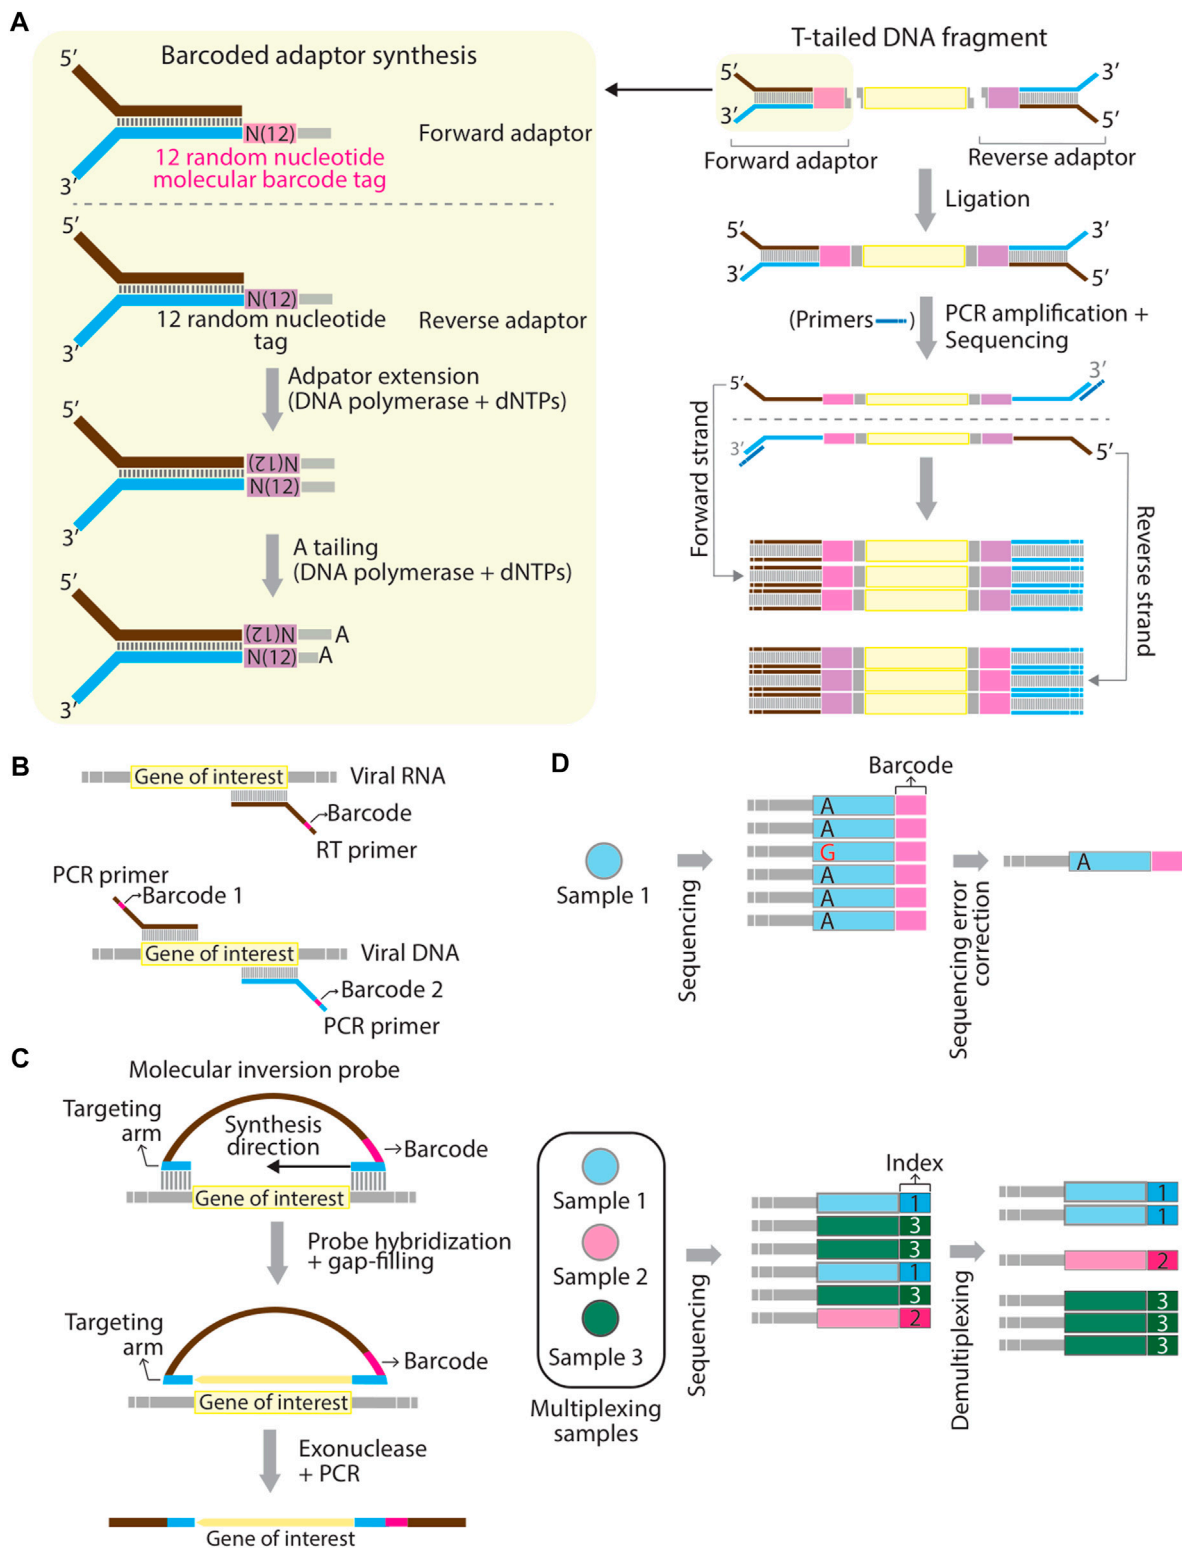 A
Barcoded adaptor synthesis
5′
N(12)
Forward adaptor
12 random nucleotide
molecular barcode tag
3′
5′
N(12)
12 random nucleotide
tag
Reverse adaptor
3′
Adpator extension
(DNA polymerase + dNTPs)
5′
N(12)
N(12)
3′
A tailing
(DNA polymerase + dNTPs)
5′
N(12)
A
N(12)
A
3′
T-tailed DNA fragment
5′
3′
3′
5′
Forward adaptor
Reverse adaptor
Ligation
5′
3′
3′
5′
(Primers )
PCR amplification +
Sequencing
5′
3′
3′
5′
Forward strand
Reverse strand
B
Gene of interest
Viral RNA
Barcode
RT primer
PCR primer
Barcode 1
Gene of interest
Viral DNA
Barcode 2
PCR primer
C
Molecular inversion probe
Targeting
arm
Synthesis
direction
Barcode
Gene of interest
Probe hybridization
+ gap-filling
Targeting
arm
Barcode
Gene of interest
Exonuclease
+ PCR
Gene of interest
D
Sample 1
Sequencing
Barcode
A
A
G
A
A
A
Sequencing error
correction
A
Sample 1
Sample 2
Sample 3
Multiplexing
samples
Sequencing
Index
1
3
3
1
3
2
Demultiplexing
1
1
2
3
3
3